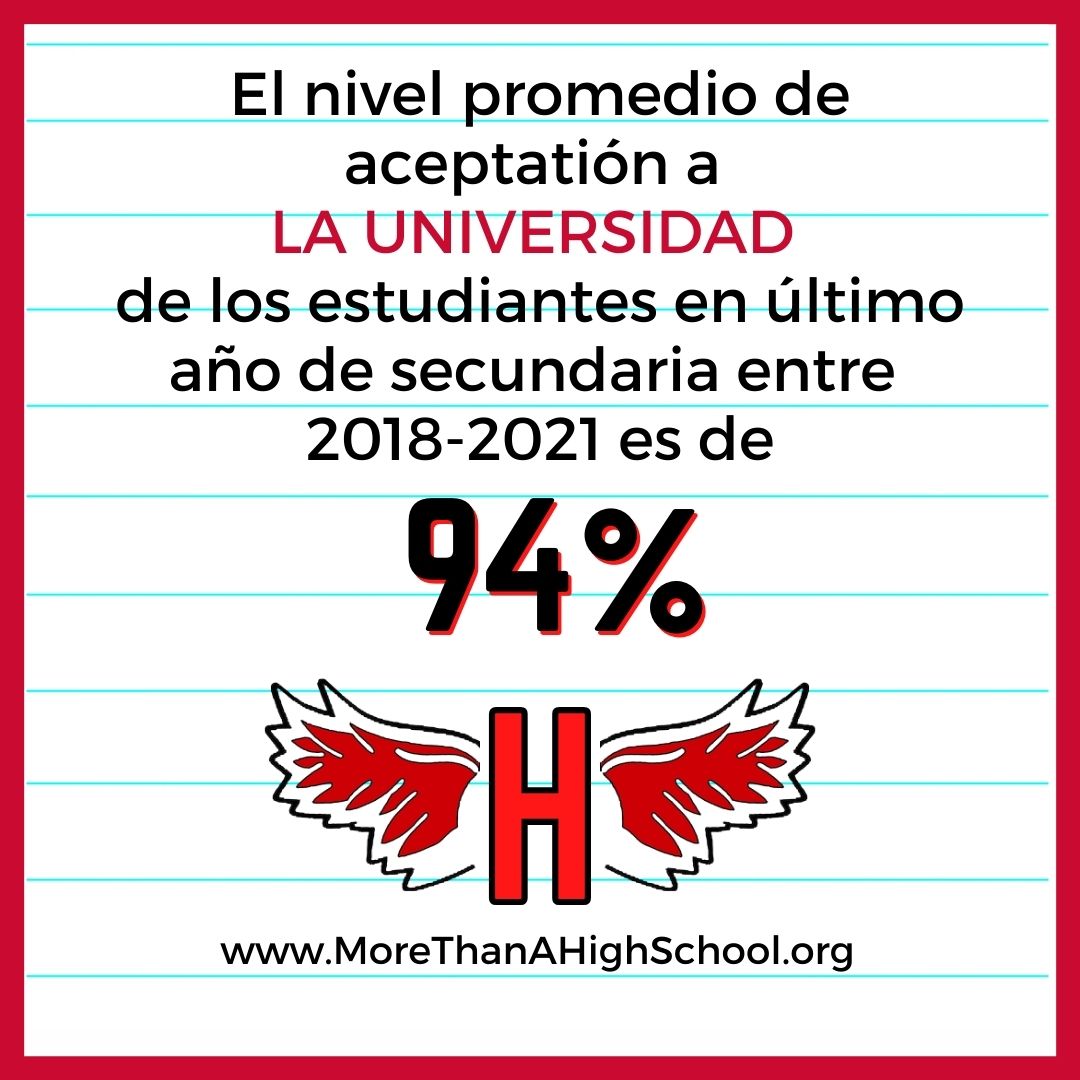 El nivel promedio de
aceptatión a
LA UNIVERSIDAD
de los estudiantes en último
año de secundaria entre
2018-2021 es de
94%
H
www.MoreThanAHighSchool.org